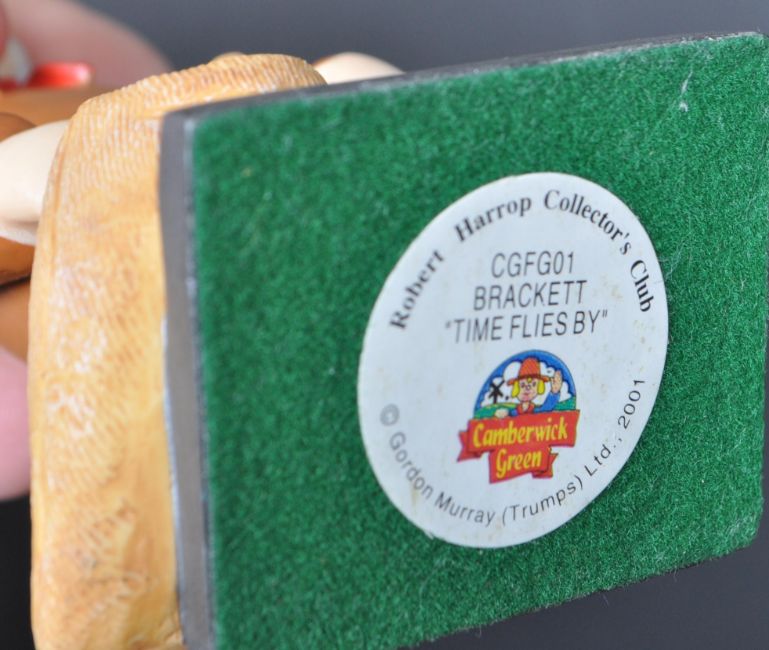 Robert Harrop Collector's Club
CGFG01
BRACKETT
"TIME FLIES BY"
Camberwick
Green
© Gordon Murray (Trumps) Ltd., 2001